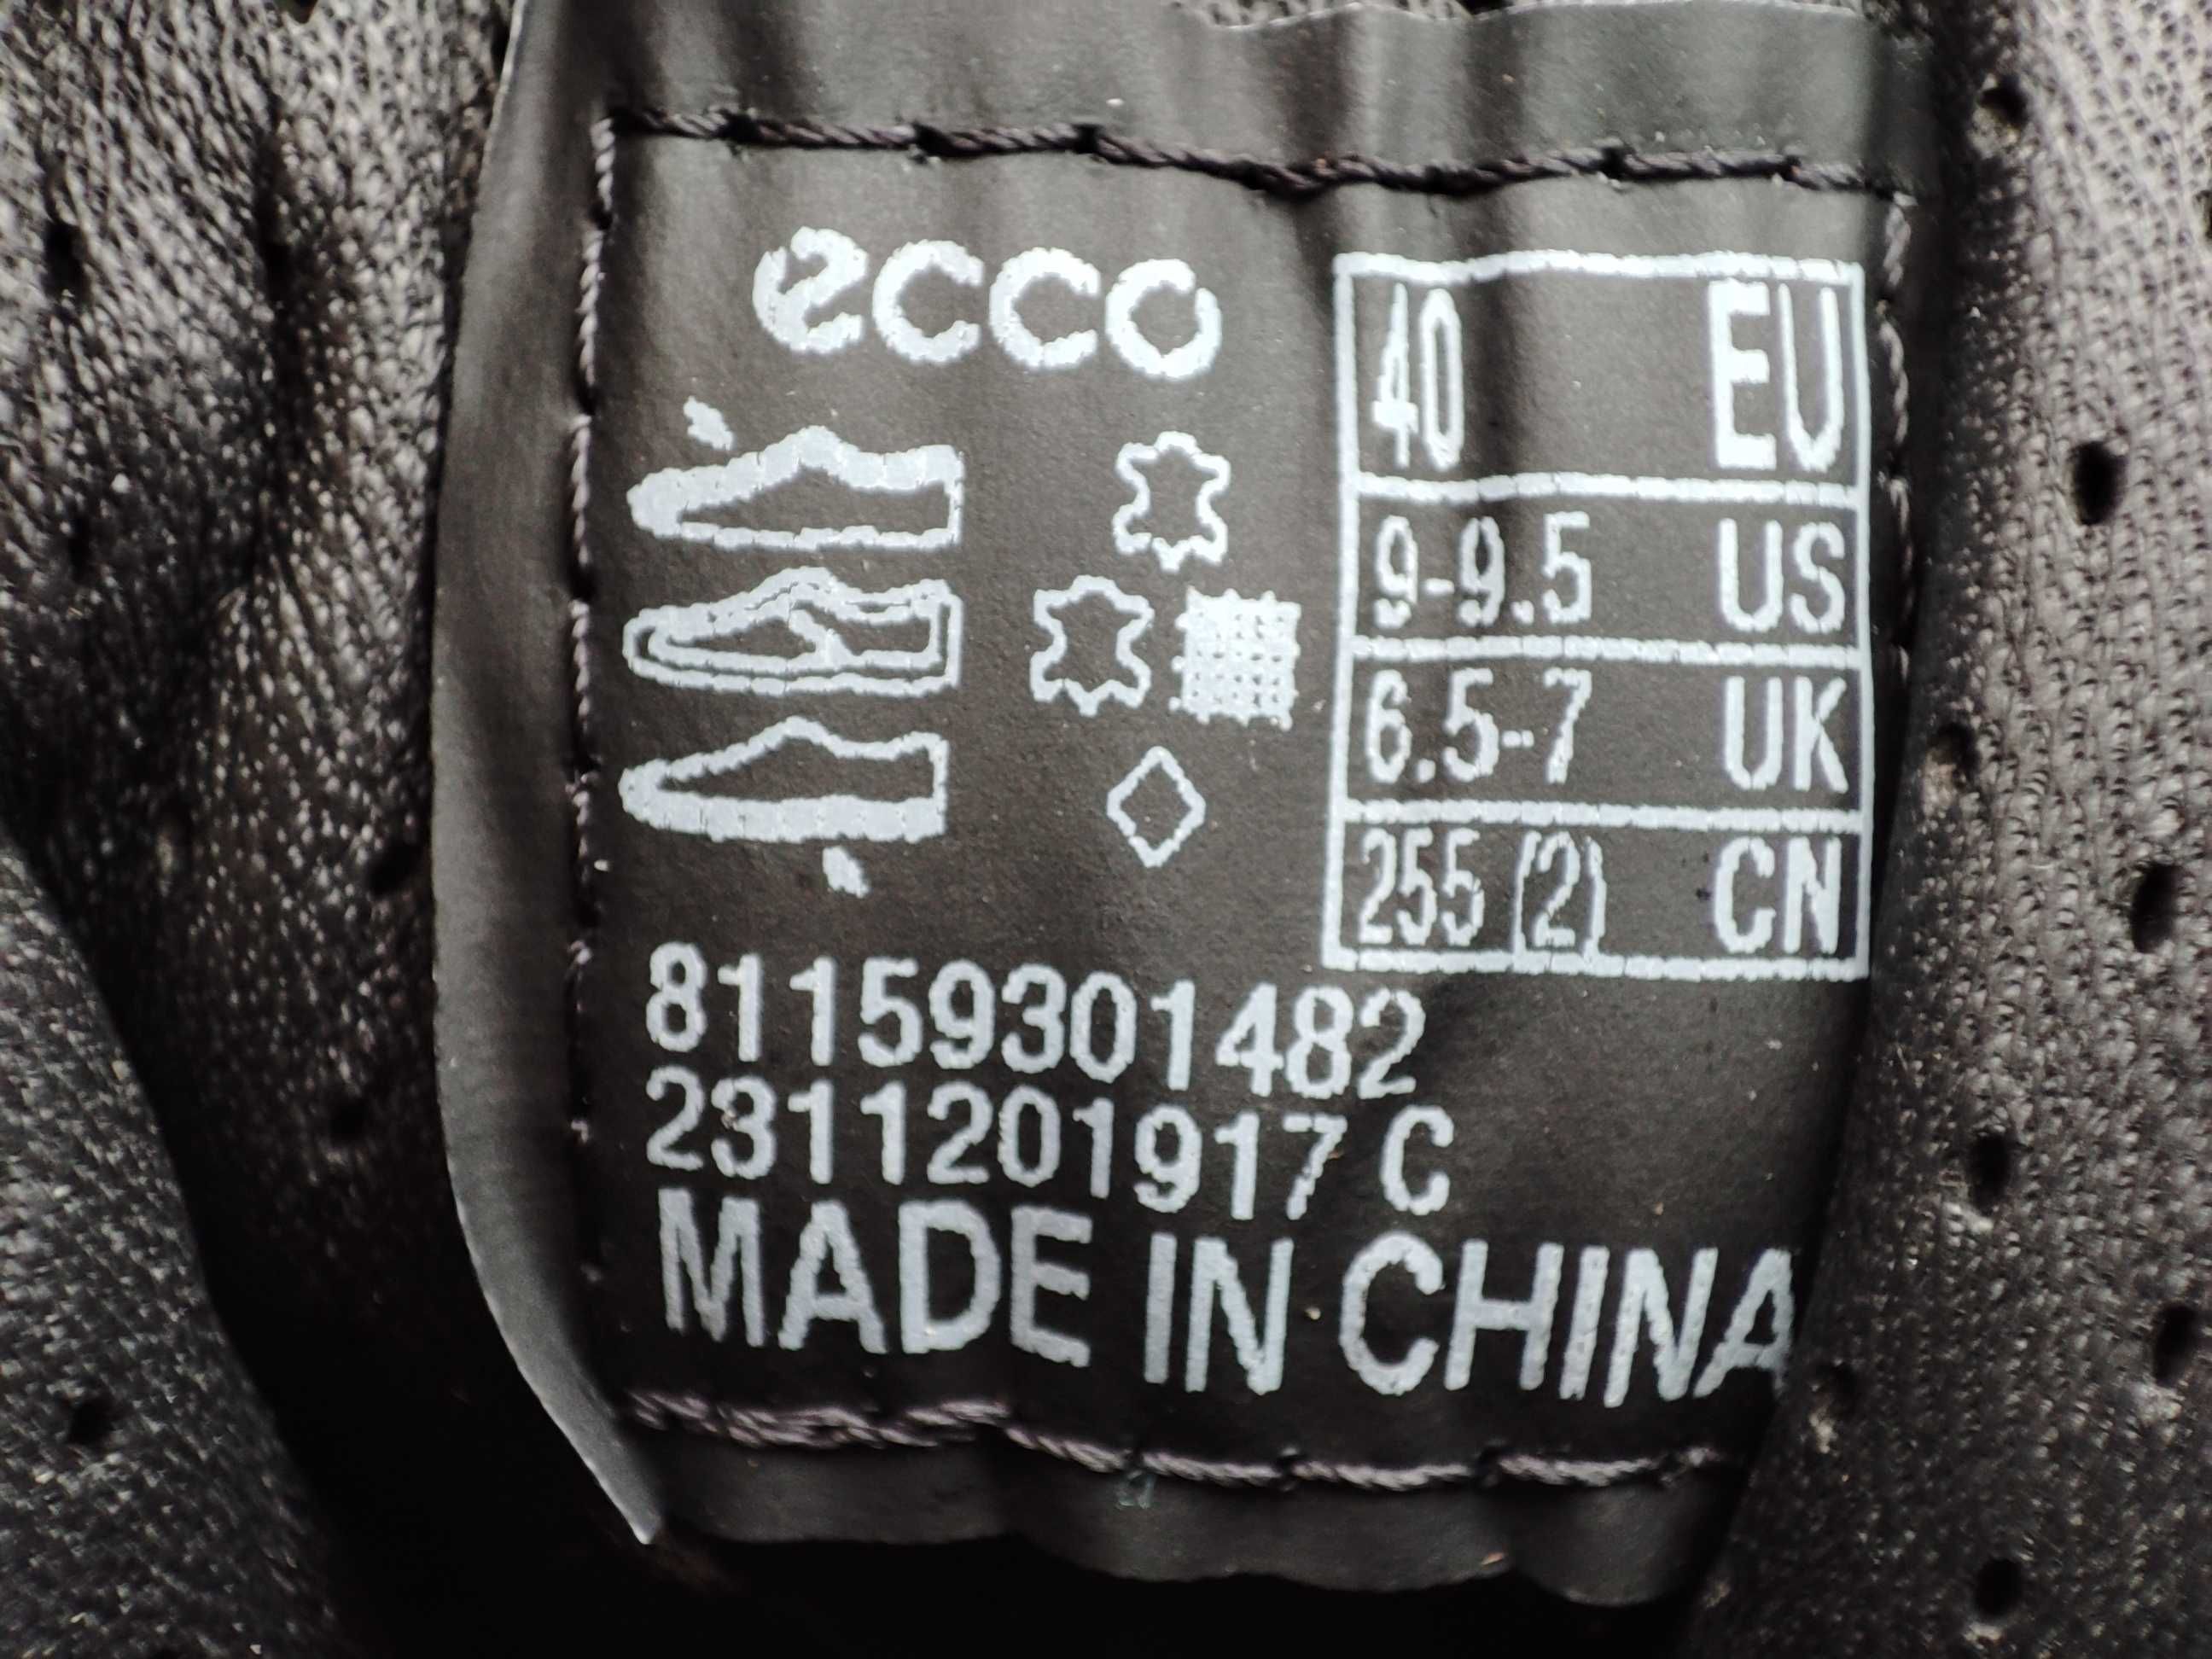 ecco
40 EU
9-9.5 US
6.5-7 UK
255 (2) CN
81159301482
2311201917 C
MADE IN CHINA